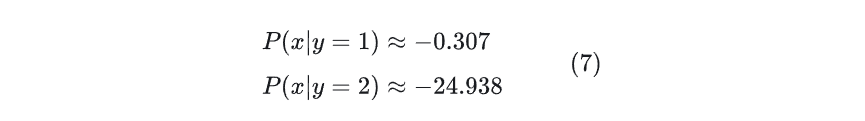 P(x|y = 1) ≈ −0.307
(7)
P(x|y = 2) ≈ −24.938